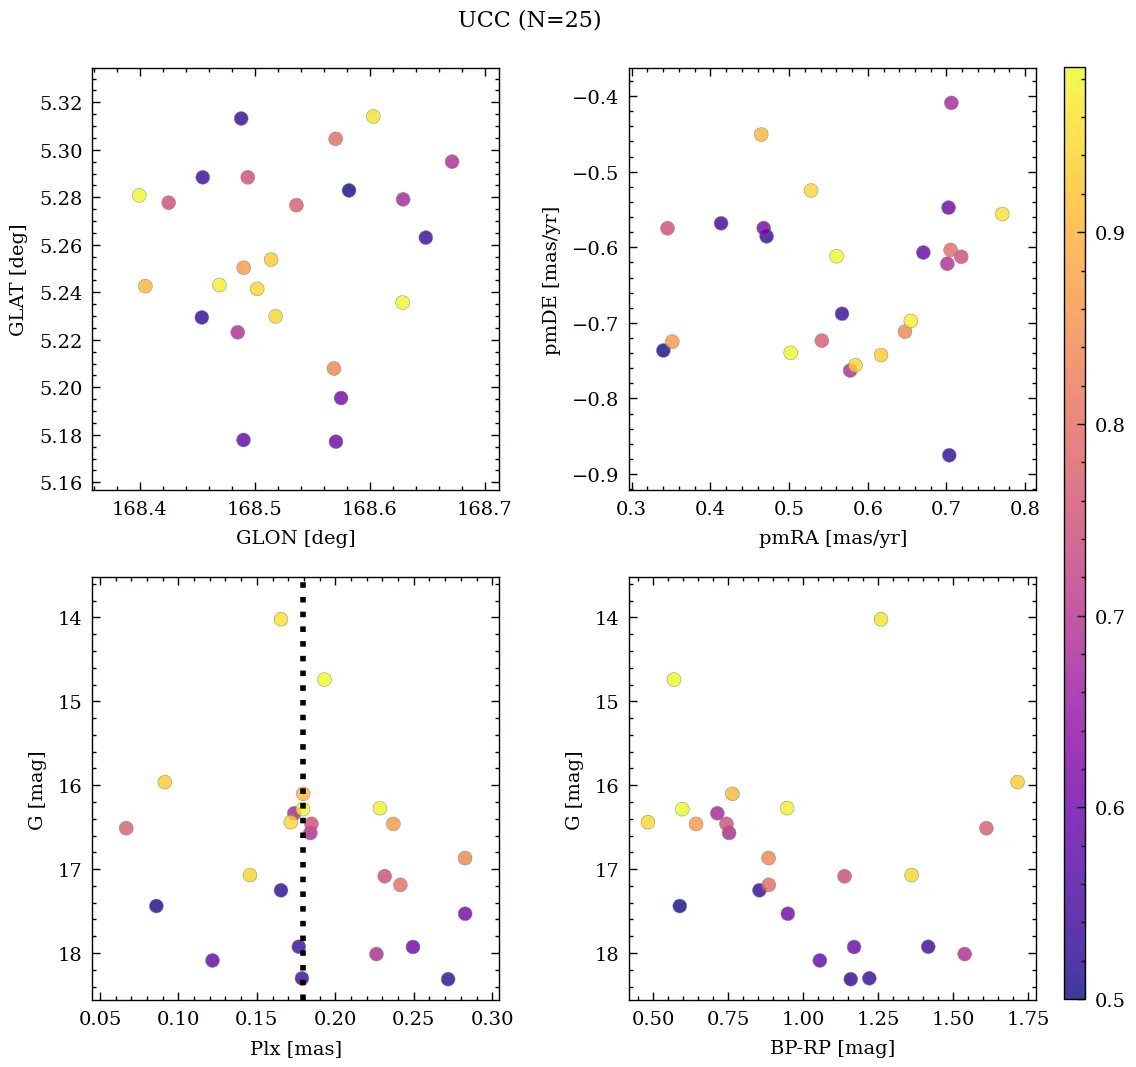 UCC (N=25)
5.32
5.30
5.28
5.26
5.24
5.22
5.20
5.18
5.16
GLAT [deg]
168.4 168.5 168.6 168.7
GLON [deg]
−0.4
−0.5
−0.6
−0.7
−0.8
−0.9
pmDE [mas/yr]
0.3 0.4 0.5 0.6 0.7 0.8
pmRA [mas/yr]
14
15
16
17
18
G [mag]
0.05 0.10 0.15 0.20 0.25 0.30
Plx [mas]
14
15
16
17
18
G [mag]
0.50 0.75 1.00 1.25 1.50 1.75
BP-RP [mag]
0.9
0.8
0.7
0.6
0.5